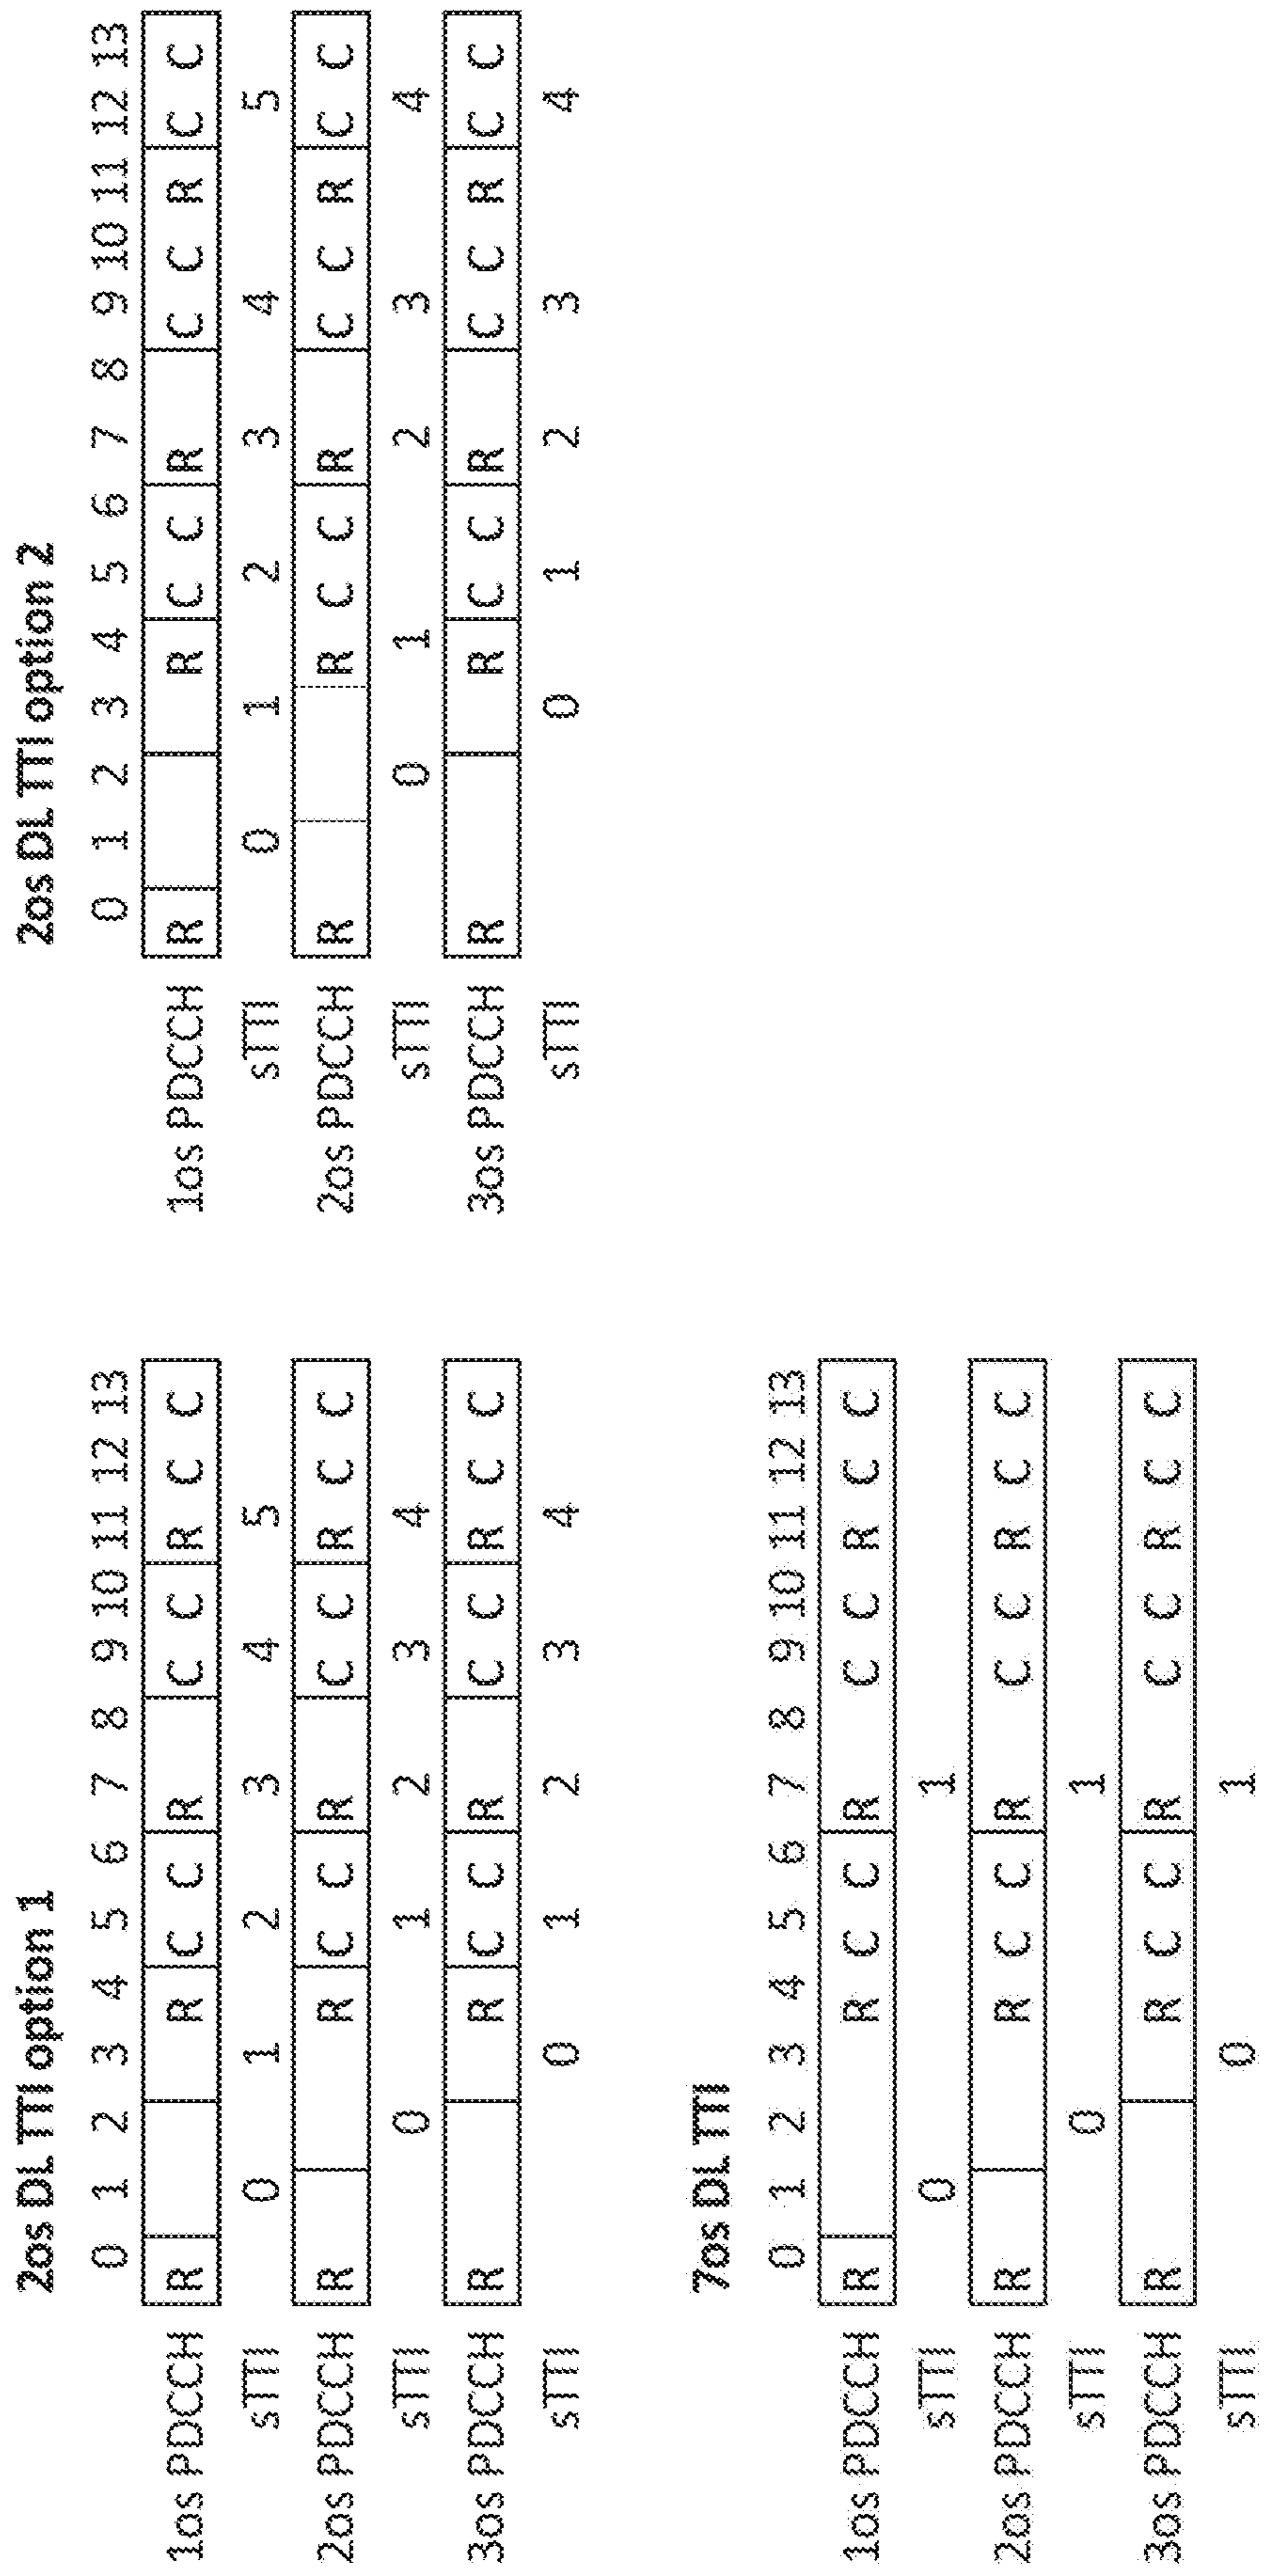 2os DL TTI option 1
0 1 2 3 4 5 6 7 8 9 10 11 12 13
1os PDCCH R R C C R C C R C C
sTTI 0 1 2 3 4 5
2os PDCCH R R C C R C C R C C
sTTI 0 1 2 3 4
3os PDCCH R R C C R C C R C C
sTTI 0 1 2 3 4
2os DL TTI option 2
0 1 2 3 4 5 6 7 8 9 10 11 12 13
1os PDCCH R R C C R C C R C C
sTTI 0 1 2 3 4 5
2os PDCCH R R C C R C C R C C
sTTI 0 1 2 3 4
3os PDCCH R R C C R C C R C C
sTTI 0 1 2 3 4
7os DL TTI
0 1 2 3 4 5 6 7 8 9 10 11 12 13
1os PDCCH R R C C R C C R C C
sTTI 0 1
2os PDCCH R R C C R C C R C C
sTTI 0 1
3os PDCCH R R C C R C C R C C
sTTI 0 1